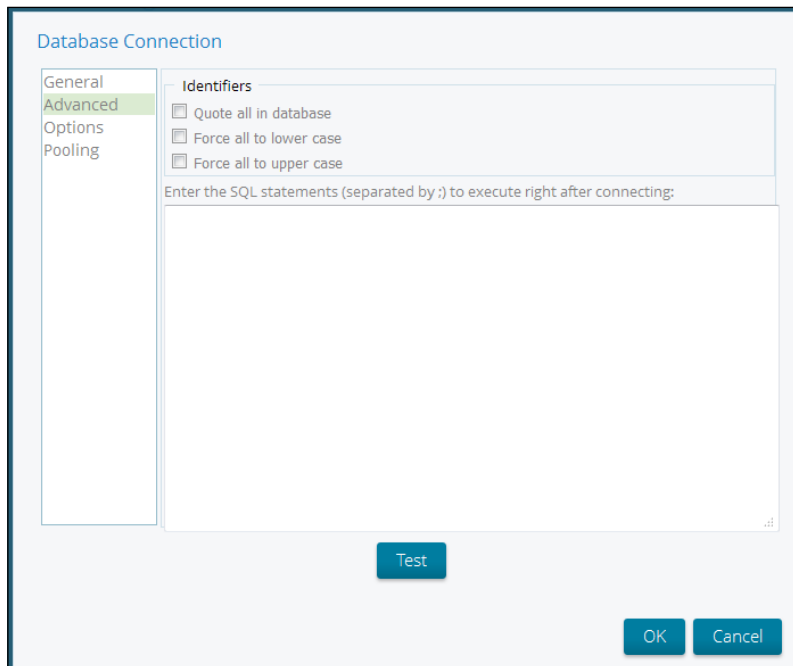 Database Connection
General
Advanced
Options
Pooling
Identifiers
Quote all in database
Force all to lower case
Force all to upper case
Enter the SQL statements (separated by ;) to execute right after connecting:
Test
OK
Cancel